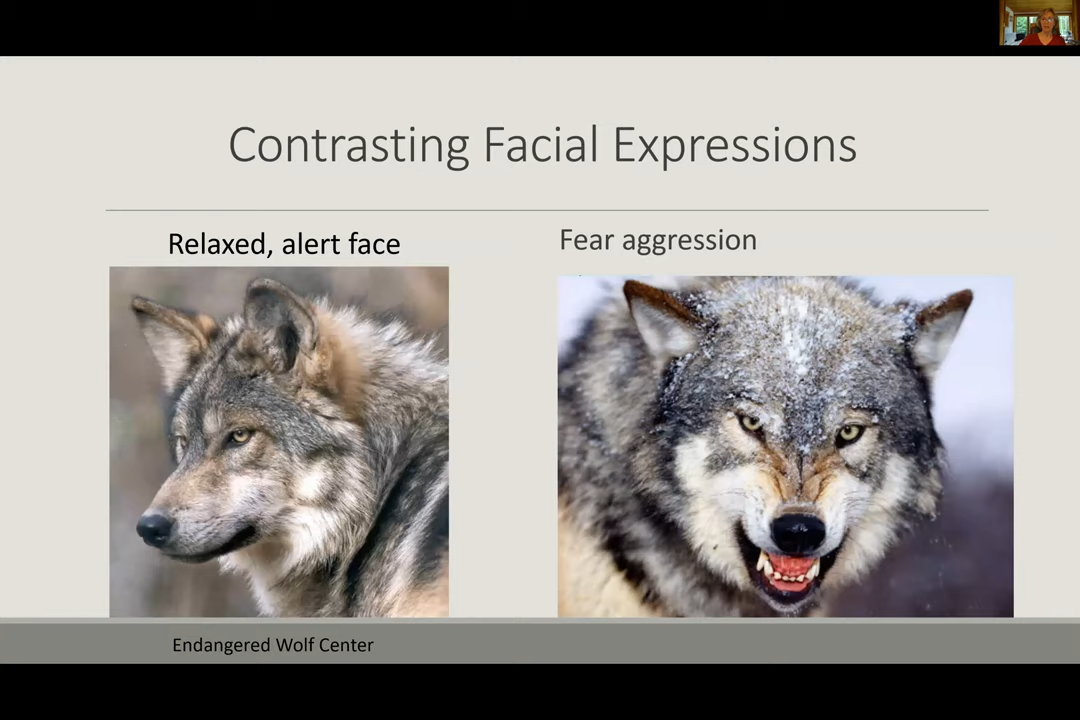 Contrasting Facial Expressions
Relaxed, alert face
Fear aggression
Endangered Wolf Center